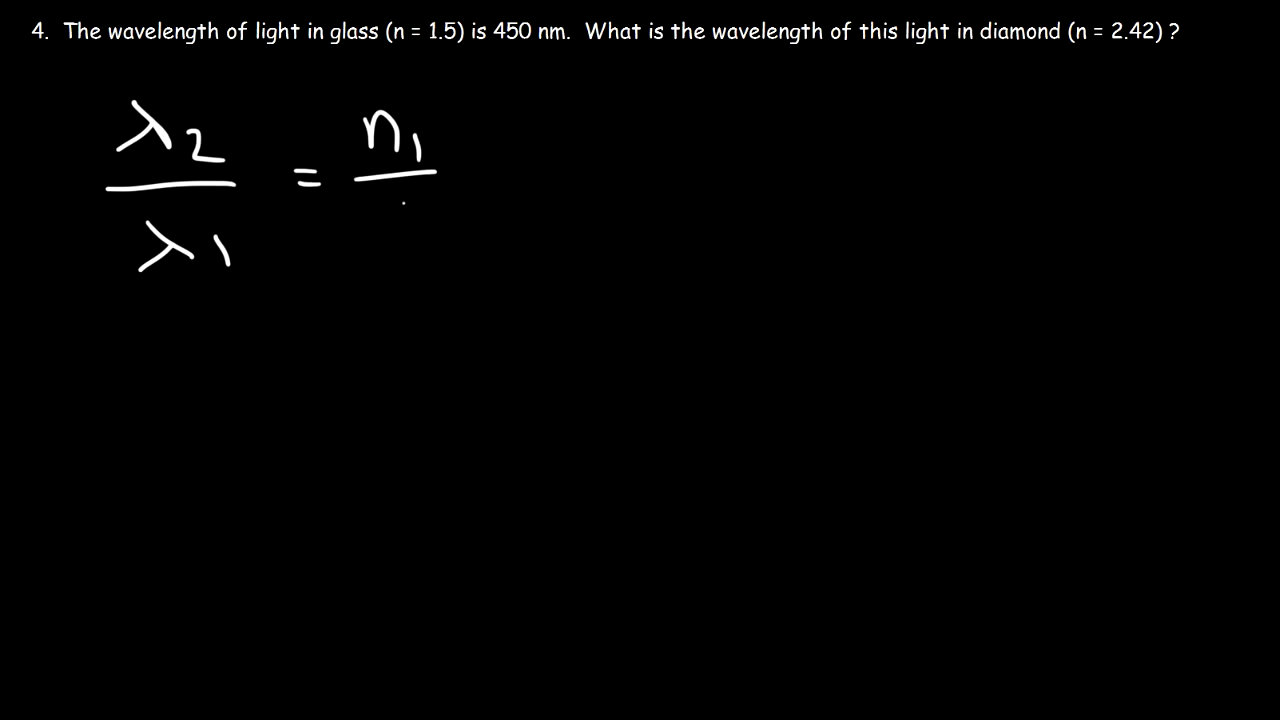 4. The wavelength of light in glass (n = 1.5) is 450 nm. What is the wavelength of this light in diamond (n = 2.42) ?
λ2 / λ1 = n1 /